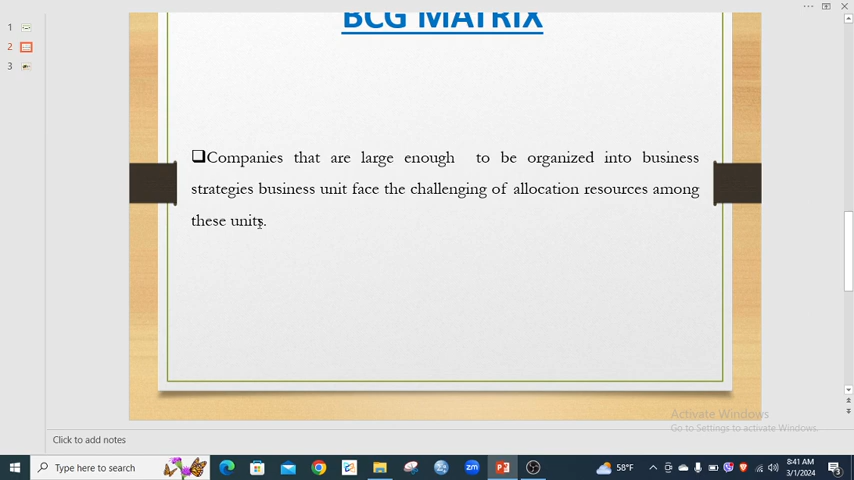 1
2
3
BCG MATRIX
Companies that are large enough to be organized into business
strategies business unit face the challenging of allocation resources among
these units.
Activate Windows
Go to Settings to activate Windows.
Click to add notes
Type here to search
zm
58°F
8:41 AM
3/1/2024
3